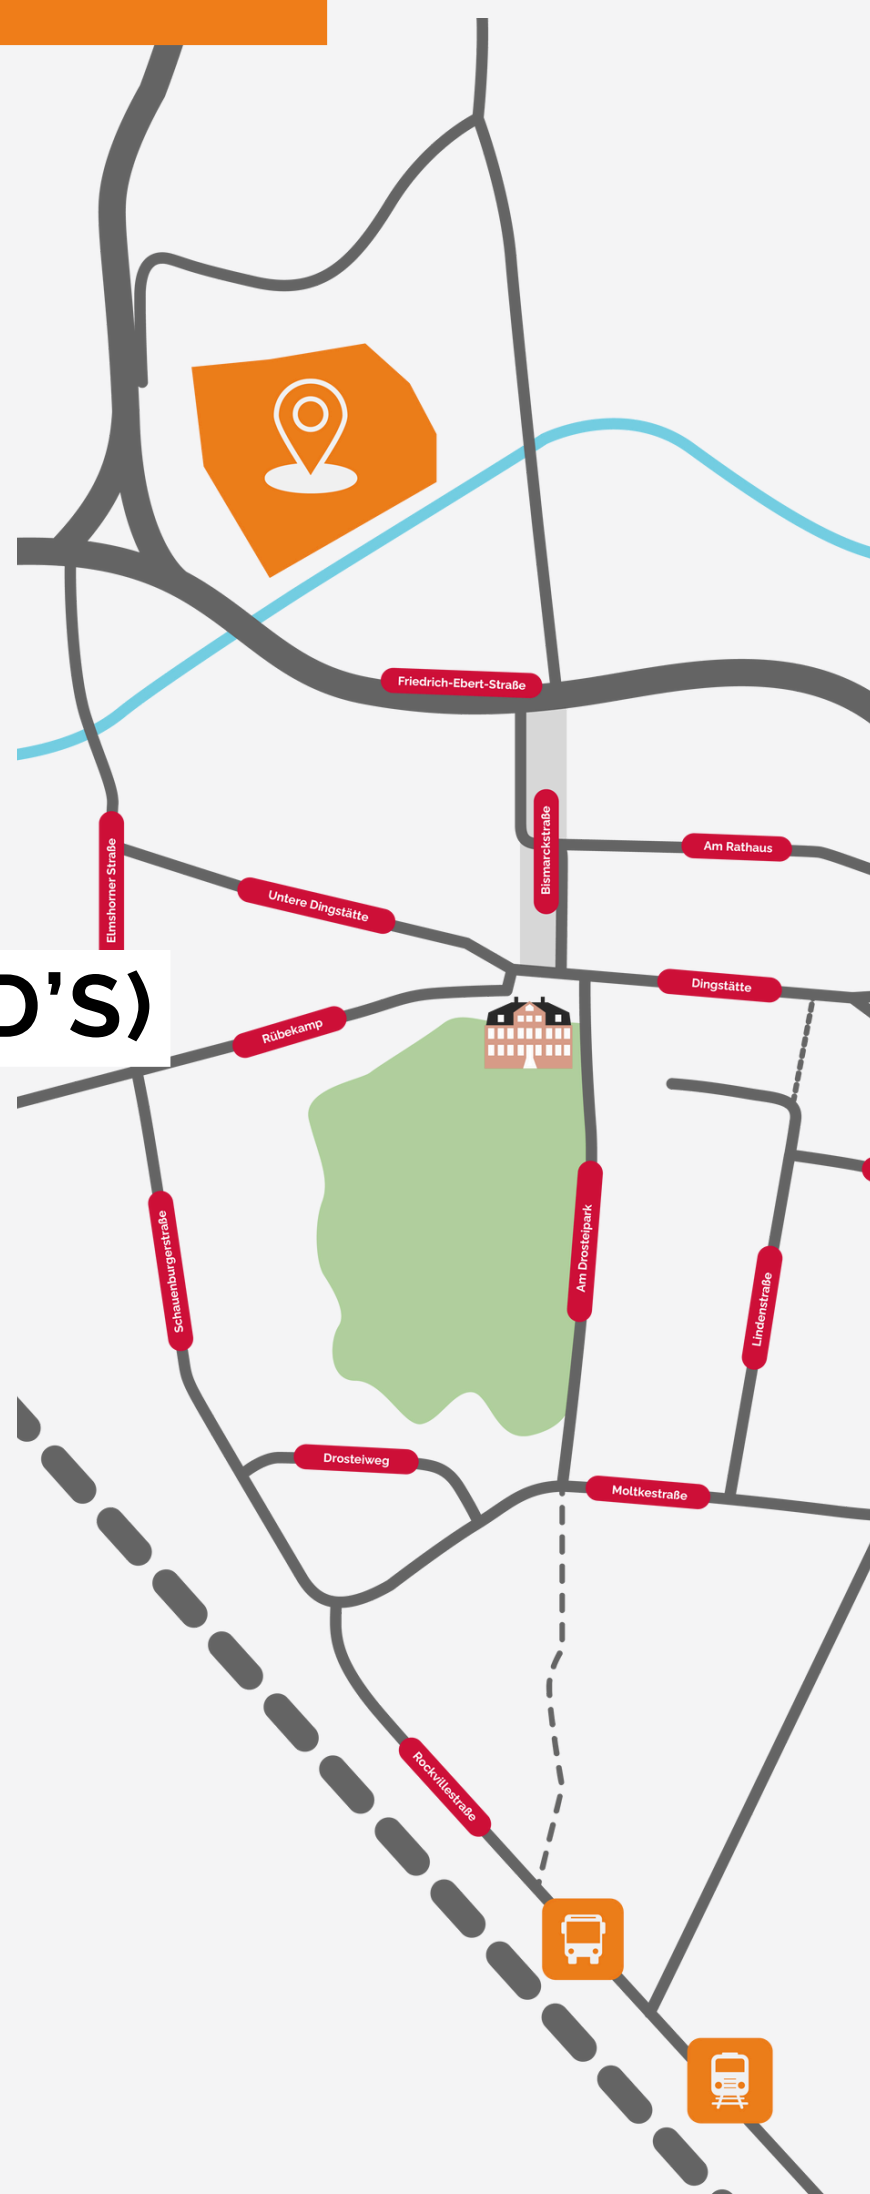 Friedrich-Ebert-Straße
Bismarckstraße
Am Rathaus
Elmshorner Straße
Untere Dingstätte
D'S)
Dingstätte
Rübekamp
Schauenburgerstraße
Am Drosteipark
Lindenstraße
Drosteiweg
Moltkestraße
Rockvillestraße